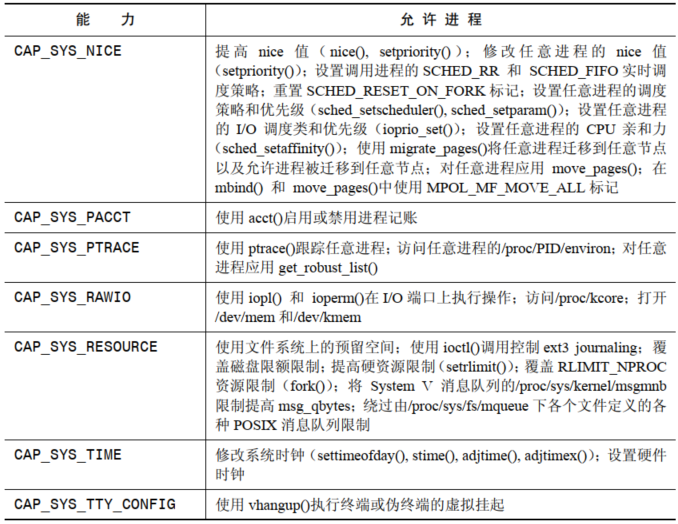 能 力 允许进程
CAP_SYS_NICE 提高 nice 值（nice(), setpriority()）；修改任意进程的 nice 值
（setpriority()）；设置调用进程的 SCHED_RR 和 SCHED_FIFO 实时调
度策略；重置 SCHED_RESET_ON_FORK 标记；设置任意进程的调度
策略和优先级（sched_setscheduler(), sched_setparam()）；设置任意进程
的 I/O 调度类和优先级（ioprio_set()）；设置任意进程的 CPU 亲和力
（sched_setaffinity()）；使用 migrate_pages()将任意进程迁移到任意节点
以及允许进程被迁移到任意节点；对任意进程应用 move_pages()；在
mbind() 和 move_pages()中使用 MPOL_MF_MOVE_ALL 标记
CAP_SYS_PACCT 使用 acct()启用或禁用进程记账
CAP_SYS_PTRACE 使用 ptrace()跟踪任意进程；访问任意进程的/proc/PID/environ；对任意
进程应用 get_robust_list()
CAP_SYS_RAWIO 使用 iopl() 和 ioperm()在 I/O 端口上执行操作；访问/proc/kcore；打开
/dev/mem 和/dev/kmem
CAP_SYS_RESOURCE 使用文件系统上的预留空间；使用 ioctl()调用控制 ext3 journaling；覆
盖磁盘限额限制；提高硬资源限制（setrlimit()）；覆盖 RLIMIT_NPROC
资源限制（fork()）；将 System V 消息队列的/proc/sys/kernel/msgmnb
限制提高 msg_qbytes；绕过由/proc/sys/fs/mqueue 下各个文件定义的各
种 POSIX 消息队列限制
CAP_SYS_TIME 修改系统时钟（settimeofday(), stime(), adjtime(), adjtimex()）；设置硬件
时钟
CAP_SYS_TTY_CONFIG 使用 vhangup()执行终端或伪终端的虚拟挂起